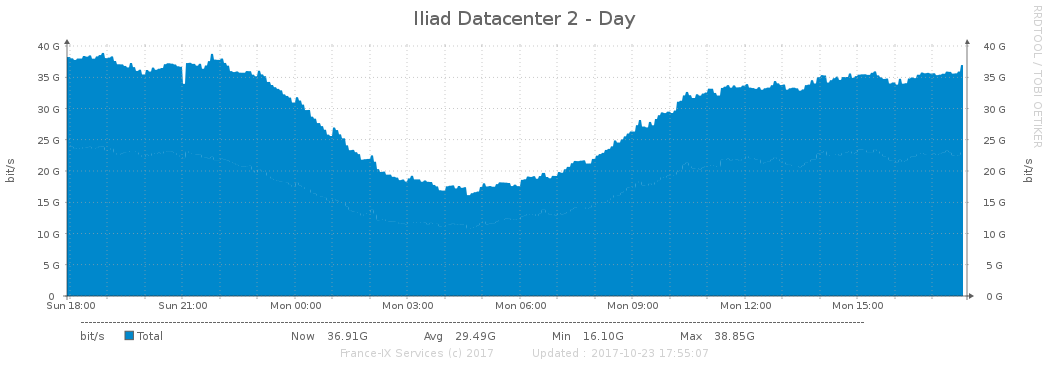 Iliad Datacenter 2 - Day
RRDTOOL / TOBI OETIKER
40 G 40 G
35 G 35 G
30 G 30 G
25 G 25 G
20 G 20 G
15 G 15 G
10 G 10 G
5 G 5 G
0 0 G
bit/s bit/s
Sun 18:00 Sun 21:00 Mon 00:00 Mon 03:00 Mon 06:00 Mon 09:00 Mon 12:00 Mon 15:00
bit/s Total Now 36.91G Avg 29.49G Min 16.10G Max 38.85G
France-IX Services (c) 2017 Updated : 2017-10-23 17:55:07